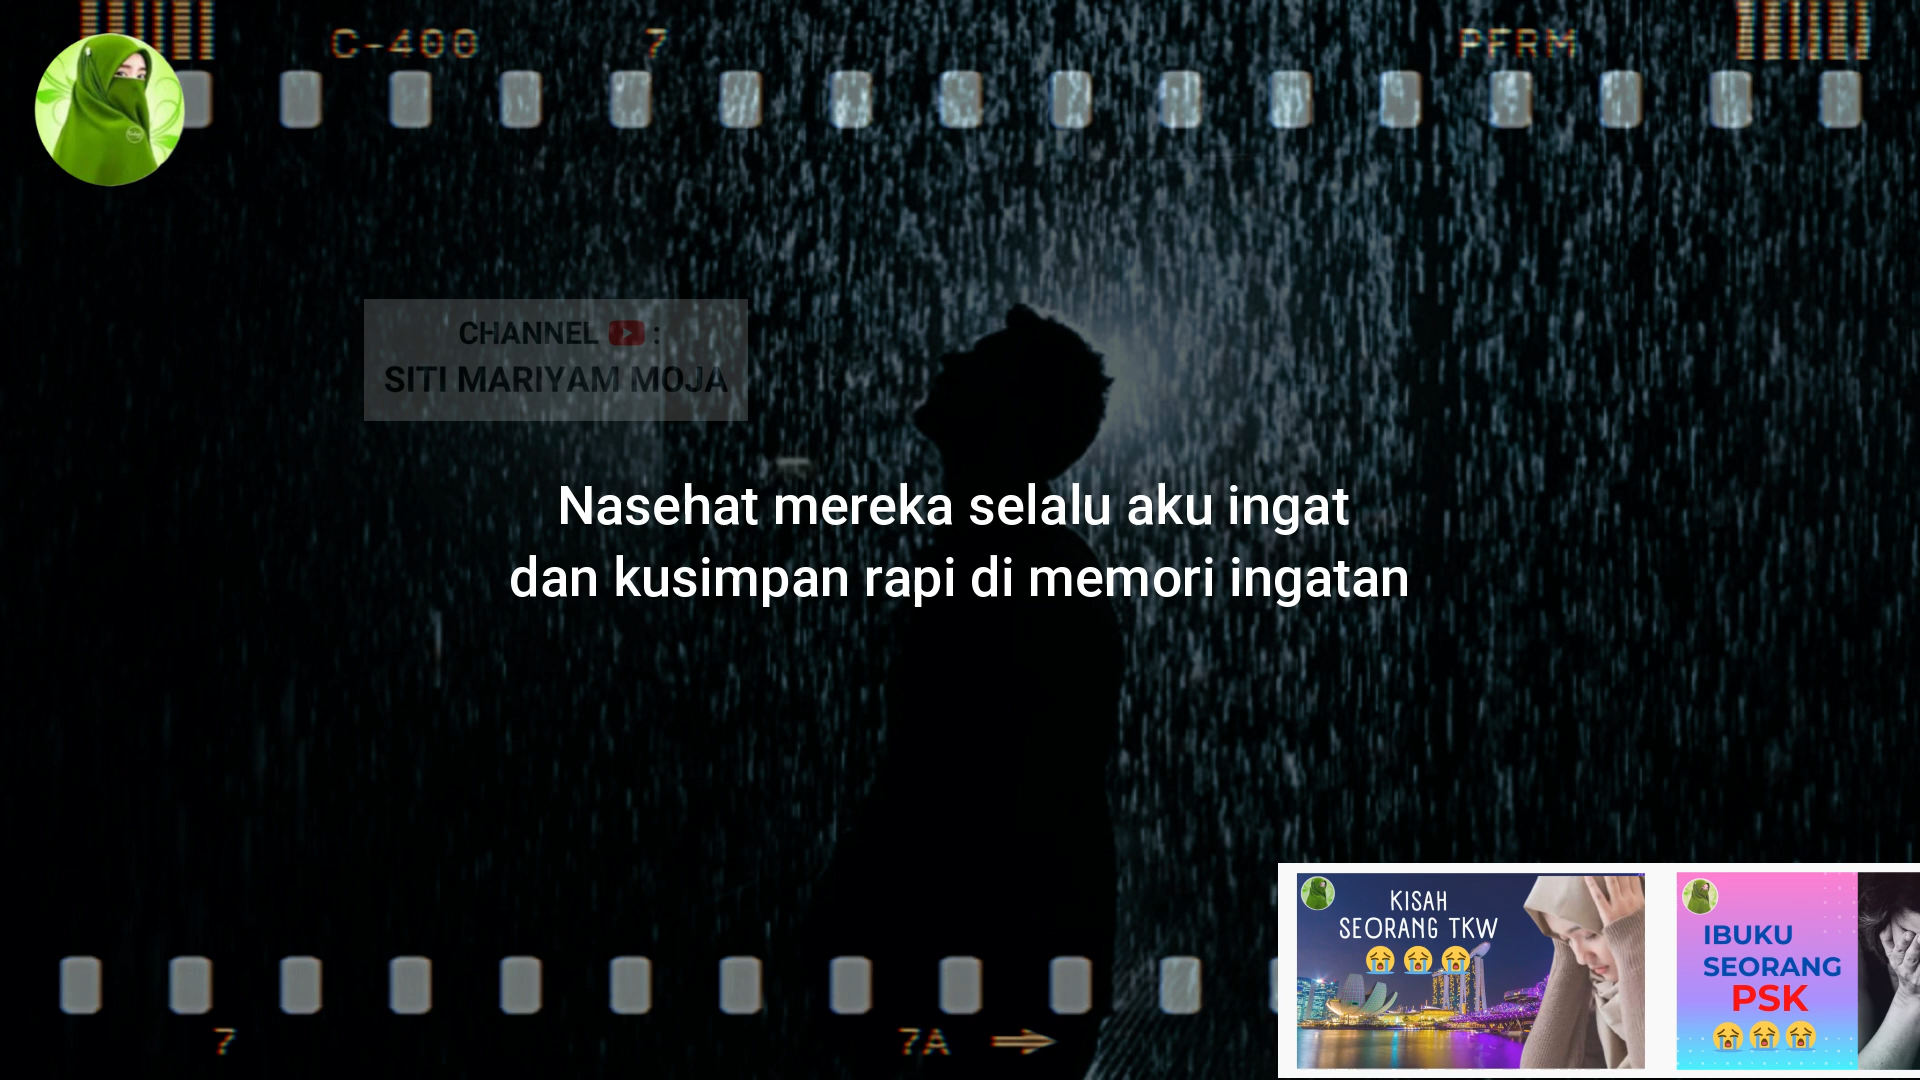 C-400 7 PFRM
CHANNEL :
SITI MARIYAM MOJA
Nasehat mereka selalu aku ingat
dan kusimpan rapi di memori ingatan
KISAH
SEORANG TKW
IBUKU
SEORANG
PSK
7 7A